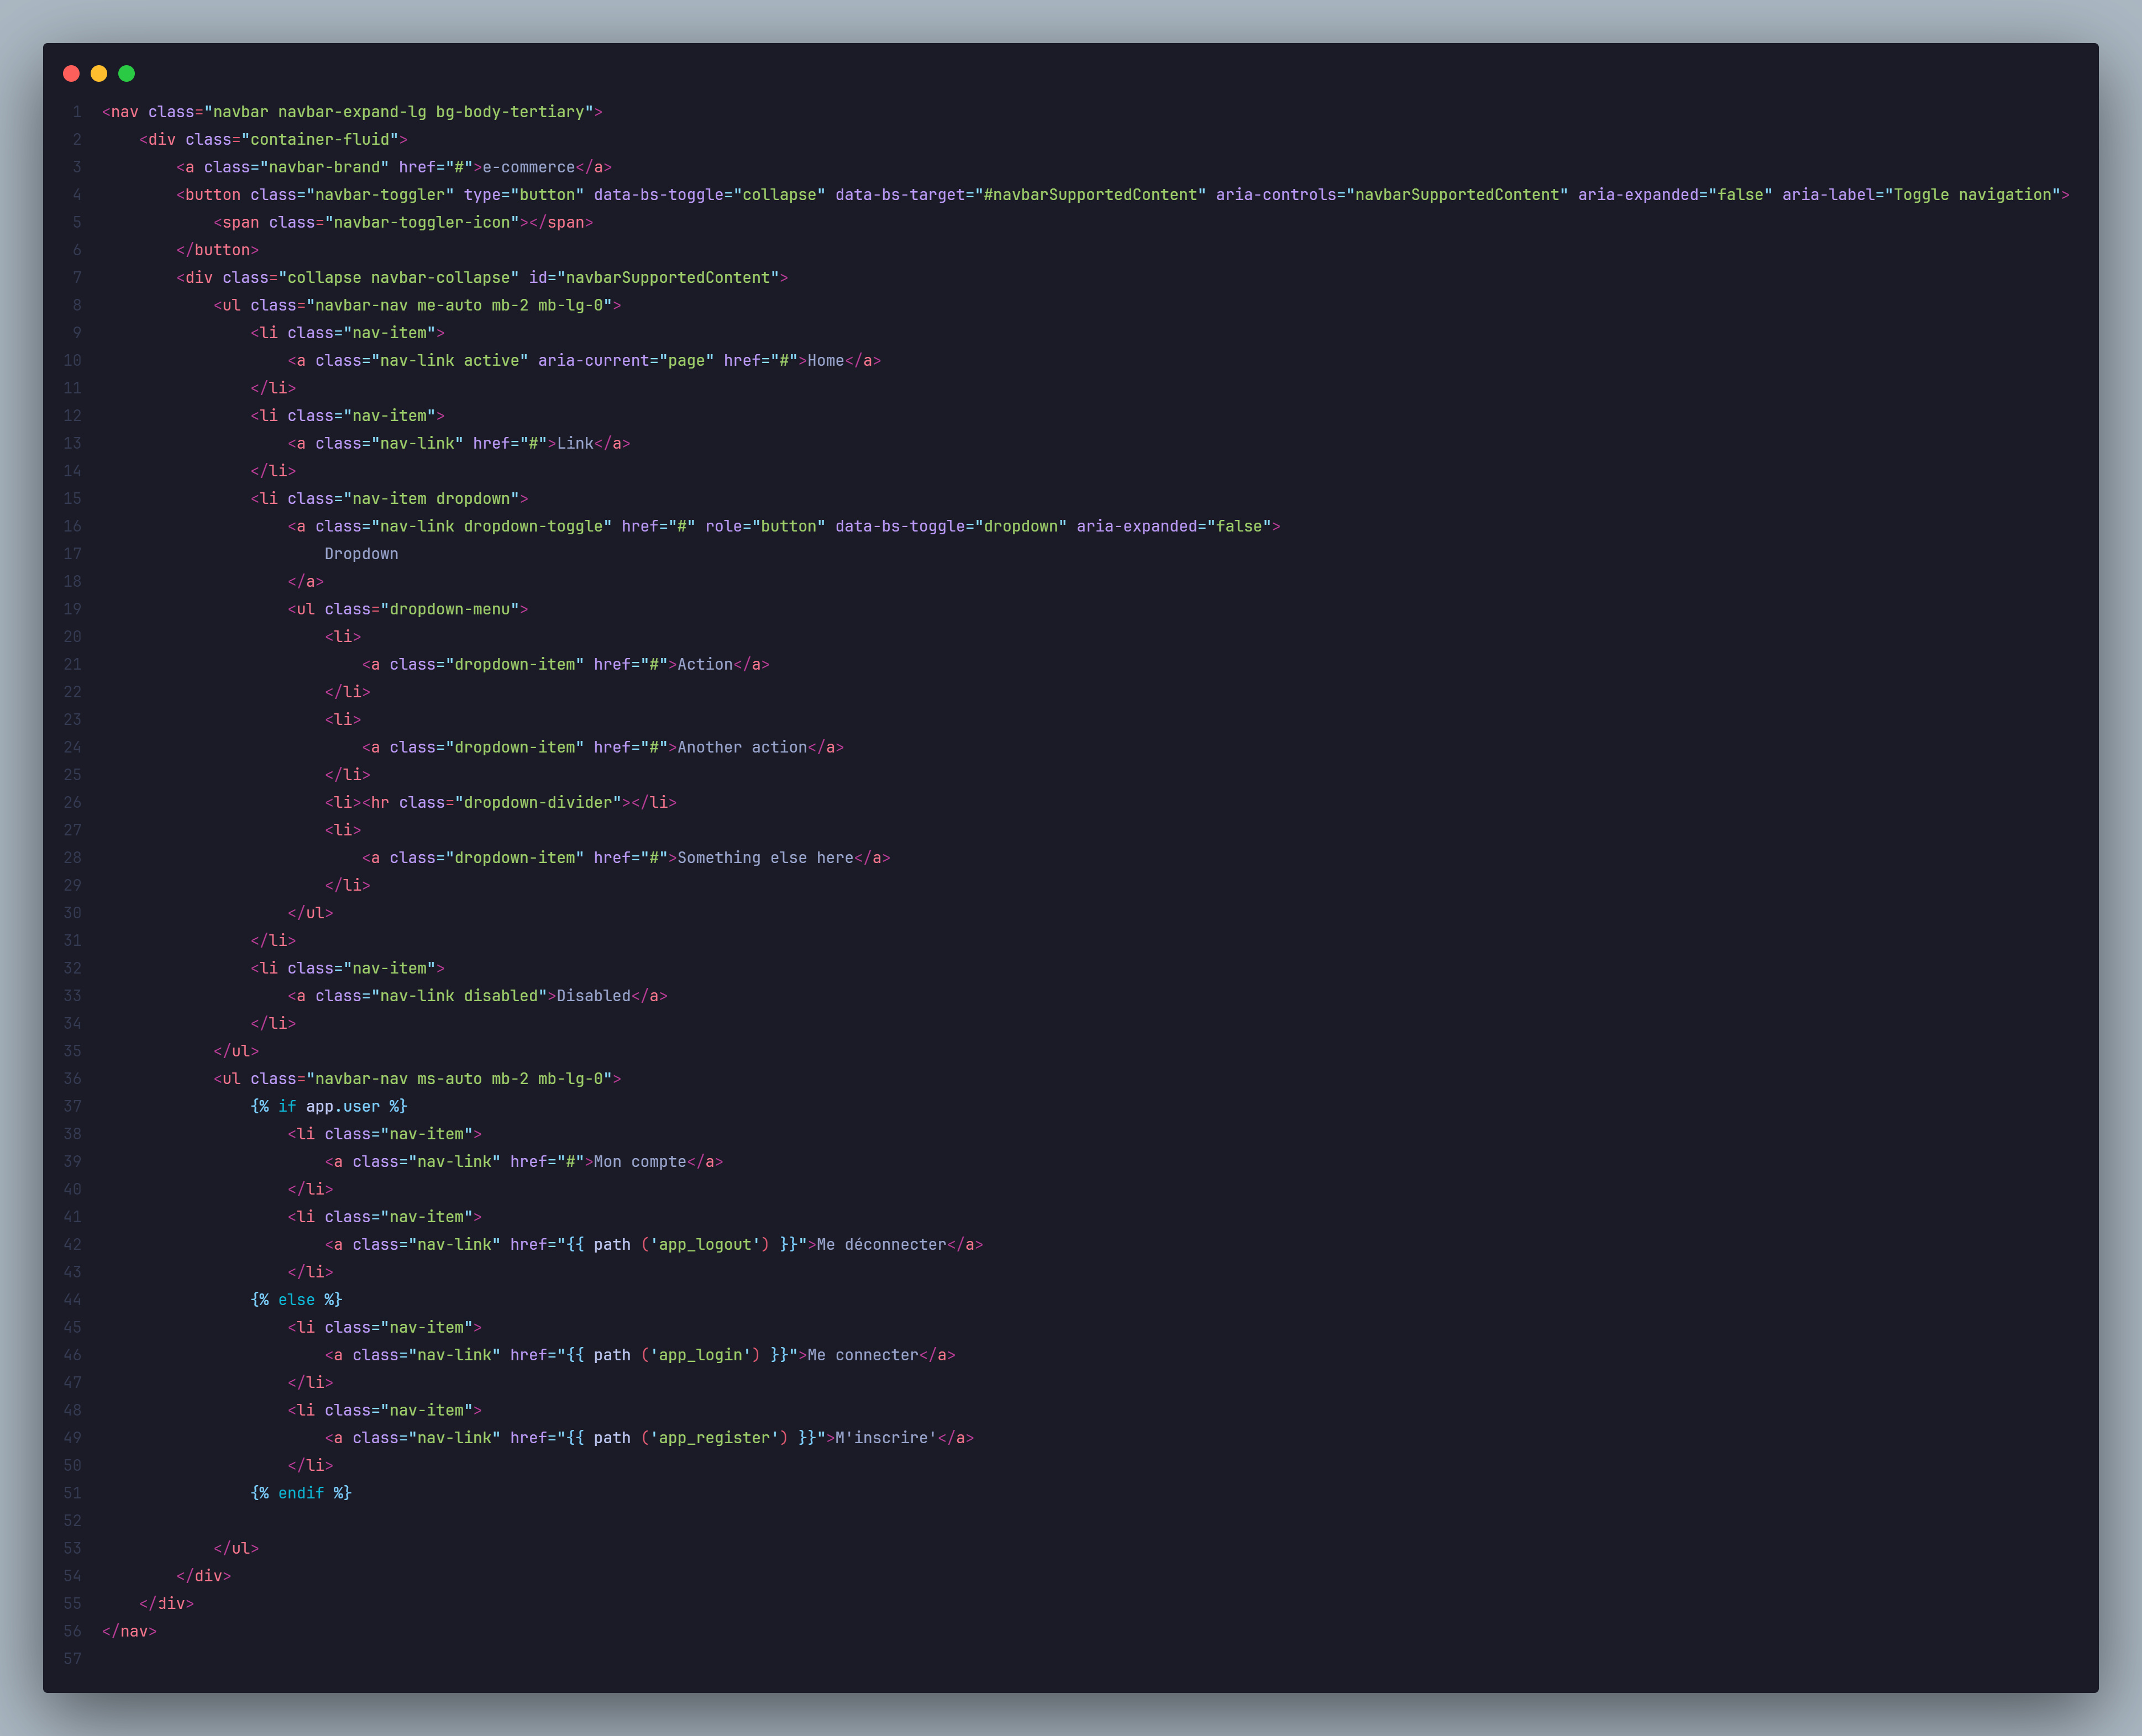 1 <nav class="navbar navbar-expand-lg bg-body-tertiary">
2     <div class="container-fluid">
3         <a class="navbar-brand" href="#">e-commerce</a>
4         <button class="navbar-toggler" type="button" data-bs-toggle="collapse" data-bs-target="#navbarSupportedContent" aria-controls="navbarSupportedContent" aria-expanded="false" aria-label="Toggle navigation">
5             <span class="navbar-toggler-icon"></span>
6         </button>
7         <div class="collapse navbar-collapse" id="navbarSupportedContent">
8             <ul class="navbar-nav me-auto mb-2 mb-lg-0">
9                 <li class="nav-item">
10                     <a class="nav-link active" aria-current="page" href="#">Home</a>
11                 </li>
12                 <li class="nav-item">
13                     <a class="nav-link" href="#">Link</a>
14                 </li>
15                 <li class="nav-item dropdown">
16                     <a class="nav-link dropdown-toggle" href="#" role="button" data-bs-toggle="dropdown" aria-expanded="false">
17                         Dropdown
18                     </a>
19                     <ul class="dropdown-menu">
20                         <li>
21                             <a class="dropdown-item" href="#">Action</a>
22                         </li>
23                         <li>
24                             <a class="dropdown-item" href="#">Another action</a>
25                         </li>
26                         <li><hr class="dropdown-divider"></li>
27                         <li>
28                             <a class="dropdown-item" href="#">Something else here</a>
29                         </li>
30                     </ul>
31                 </li>
32                 <li class="nav-item">
33                     <a class="nav-link disabled">Disabled</a>
34                 </li>
35             </ul>
36             <ul class="navbar-nav ms-auto mb-2 mb-lg-0">
37                 {% if app.user %}
38                     <li class="nav-item">
39                         <a class="nav-link" href="#">Mon compte</a>
40                     </li>
41                     <li class="nav-item">
42                         <a class="nav-link" href="{{ path ('app_logout') }}">Me déconnecter</a>
43                     </li>
44                 {% else %}
45                     <li class="nav-item">
46                         <a class="nav-link" href="{{ path ('app_login') }}">Me connecter</a>
47                     </li>
48                     <li class="nav-item">
49                         <a class="nav-link" href="{{ path ('app_register') }}">M'inscrire'</a>
50                     </li>
51                 {% endif %}
52
53             </ul>
54         </div>
55     </div>
56 </nav>
57